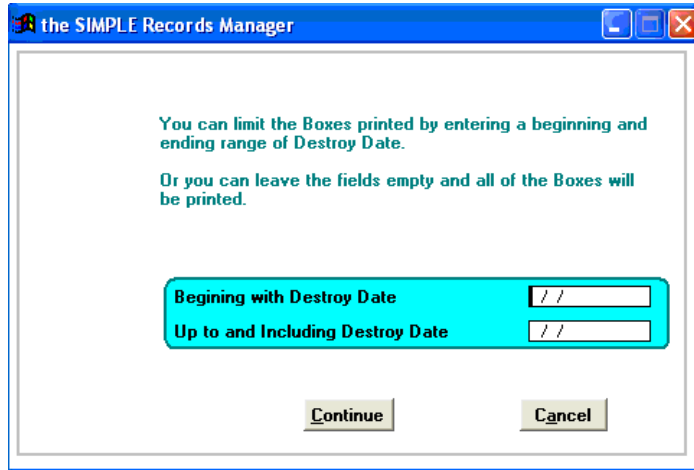 the SIMPLE Records Manager
You can limit the Boxes printed by entering a beginning and
ending range of Destroy Date.
Or you can leave the fields empty and all of the Boxes will
be printed.
Begining with Destroy Date / /
Up to and Including Destroy Date / /
Continue Cancel